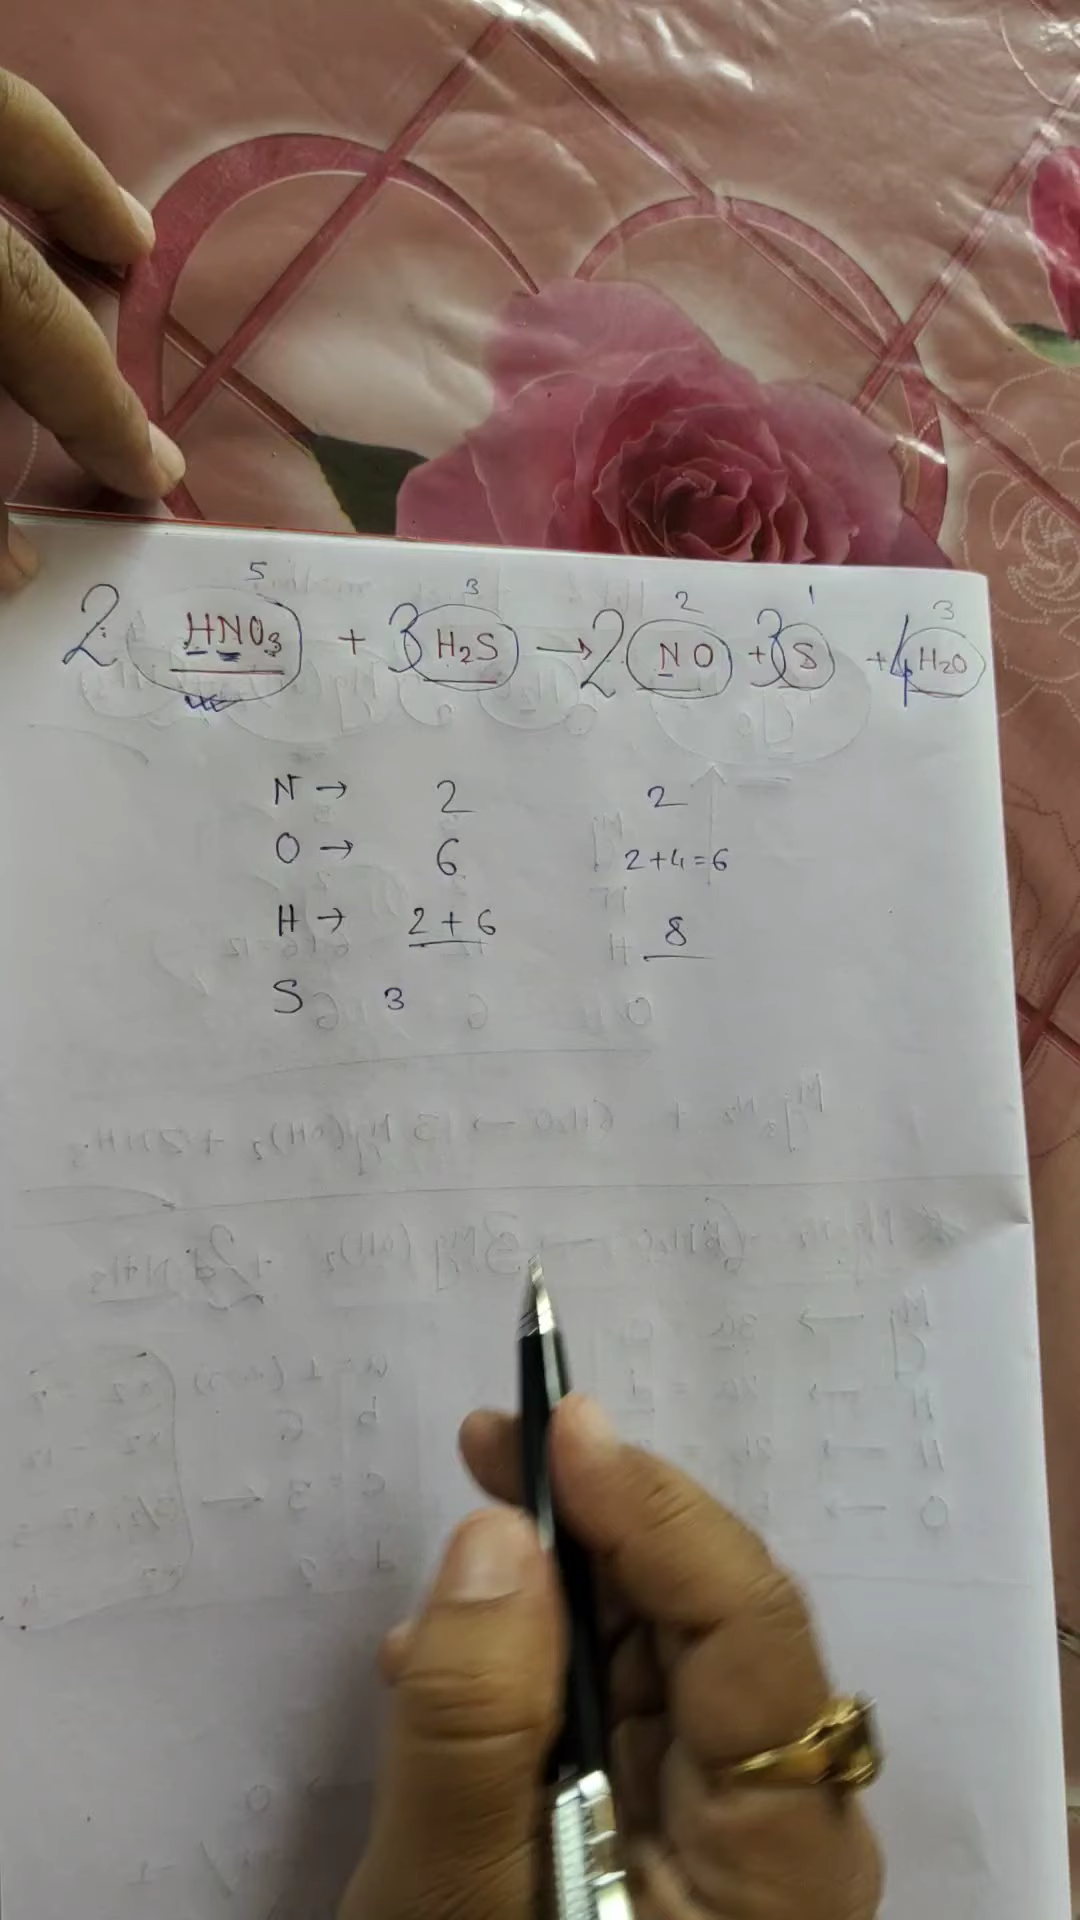 5 3 2 1 3
2 HNO3 + 3 H2S → 2 NO + 3 S + 4 H2O
N → 2 2
O → 6 2+4=6
H → 2+6 8
S 3